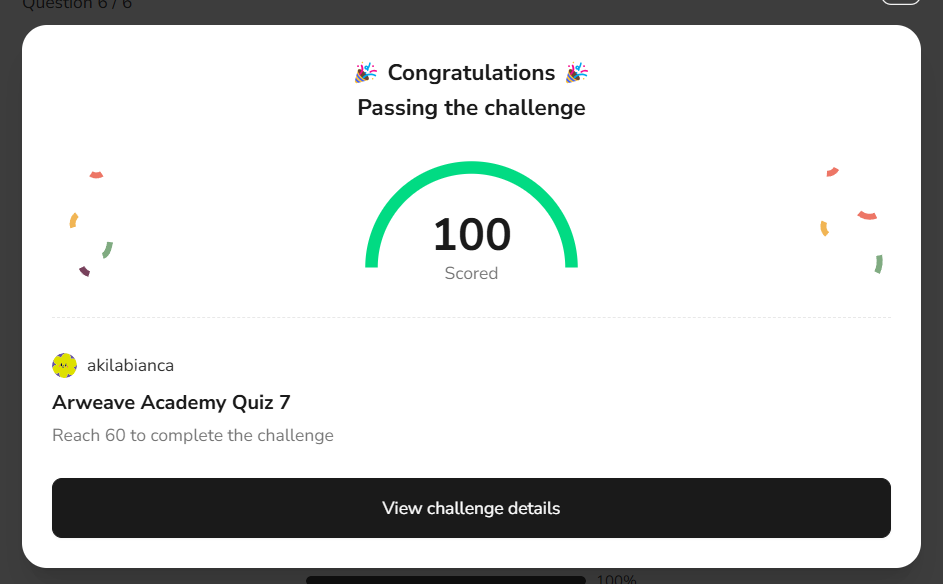 Question 6 / 6
🎉 Congratulations 🎉
Passing the challenge
100
Scored
akilabianca
Arweave Academy Quiz 7
Reach 60 to complete the challenge
View challenge details
100%